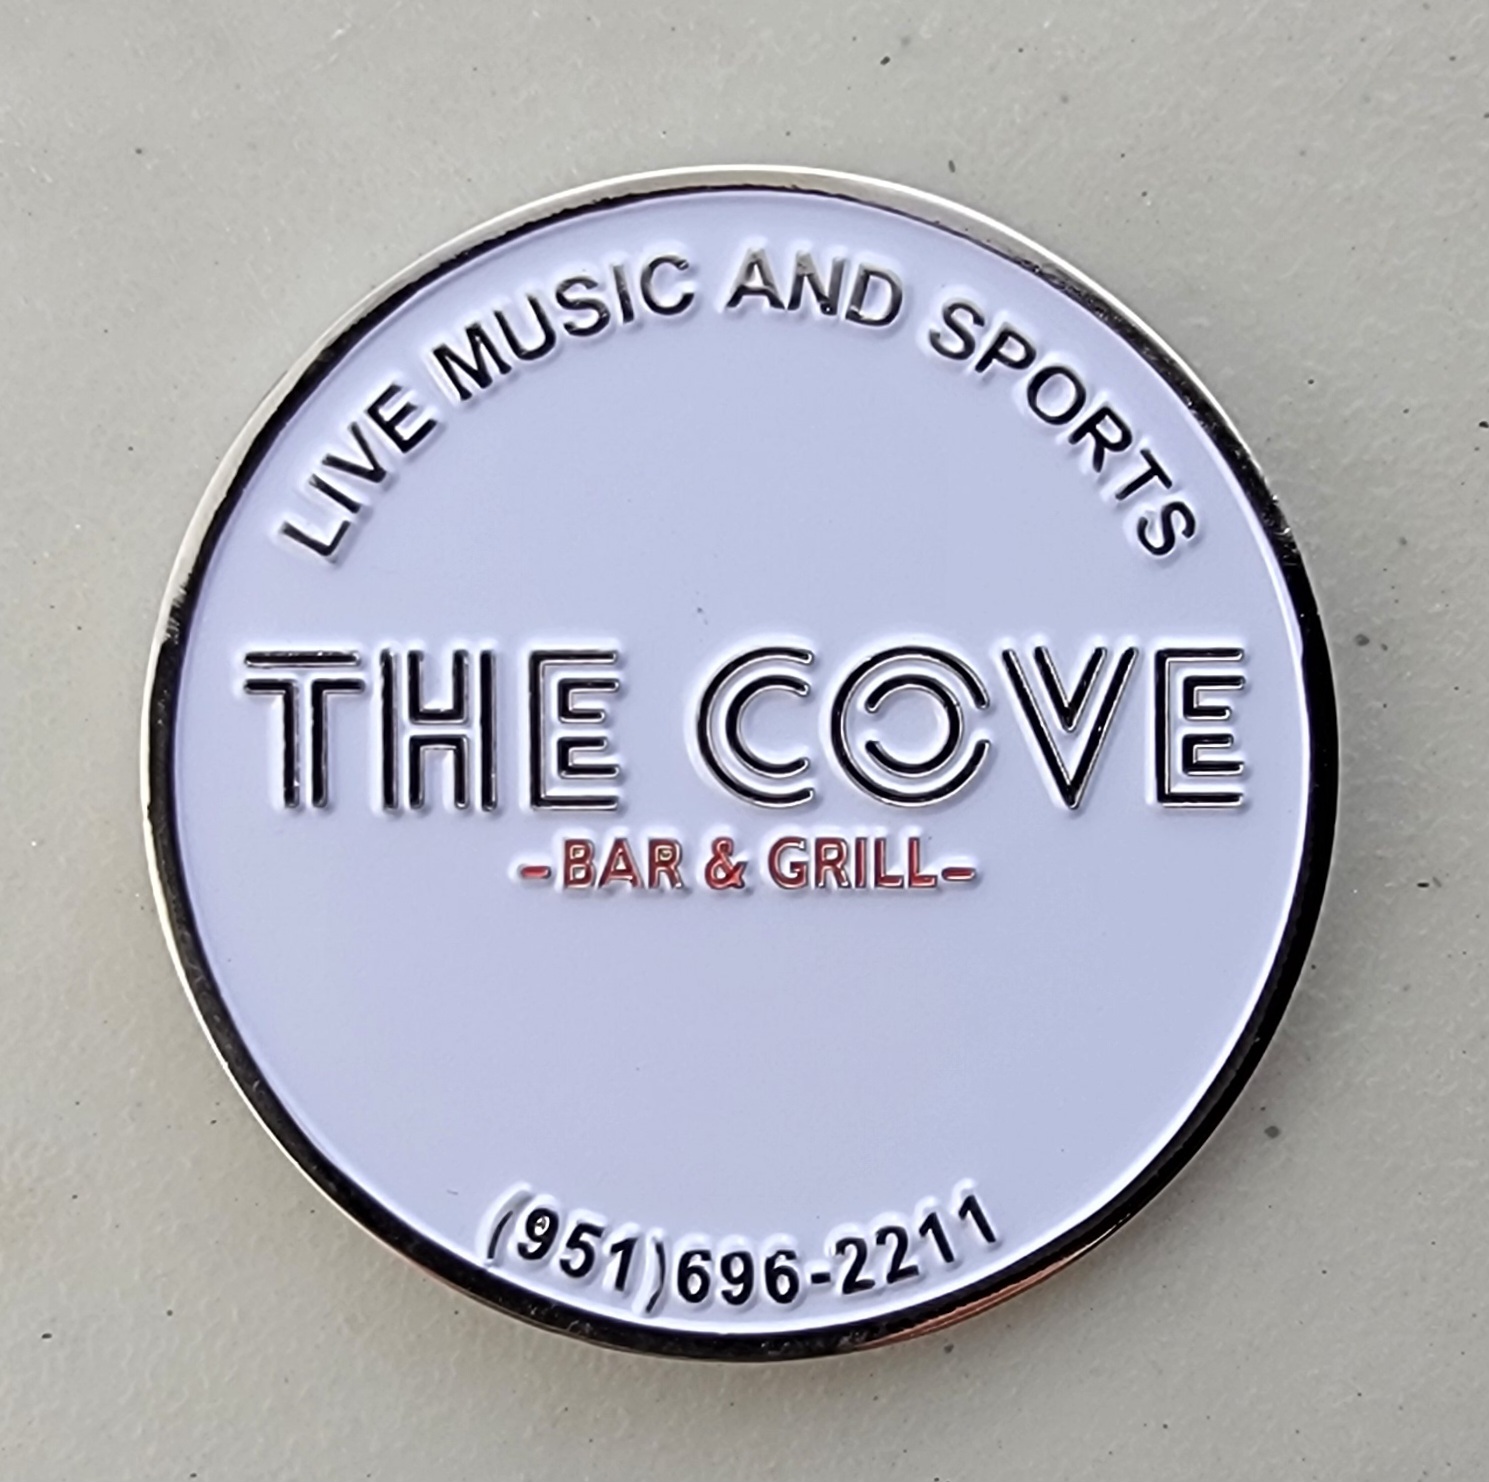 LIVE MUSIC AND SPORTS
THE COVE
-BAR & GRILL-
(951)696-2211